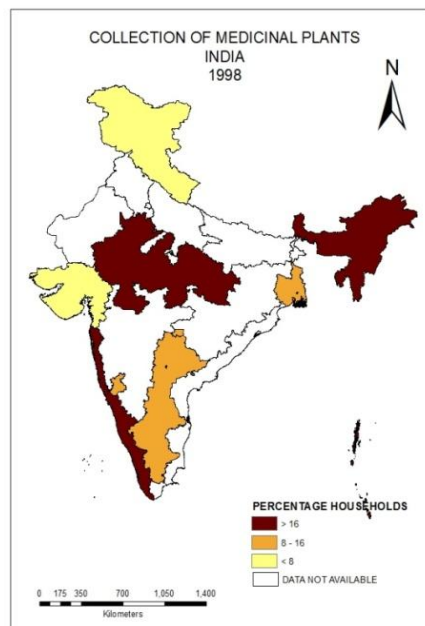 COLLECTION OF MEDICINAL PLANTS
INDIA
1998
N
PERCENTAGE HOUSEHOLDS
> 16
8 - 16
< 8
DATA NOT AVAILABLE
0 175 350 700 1,050 1,400
Kilometers